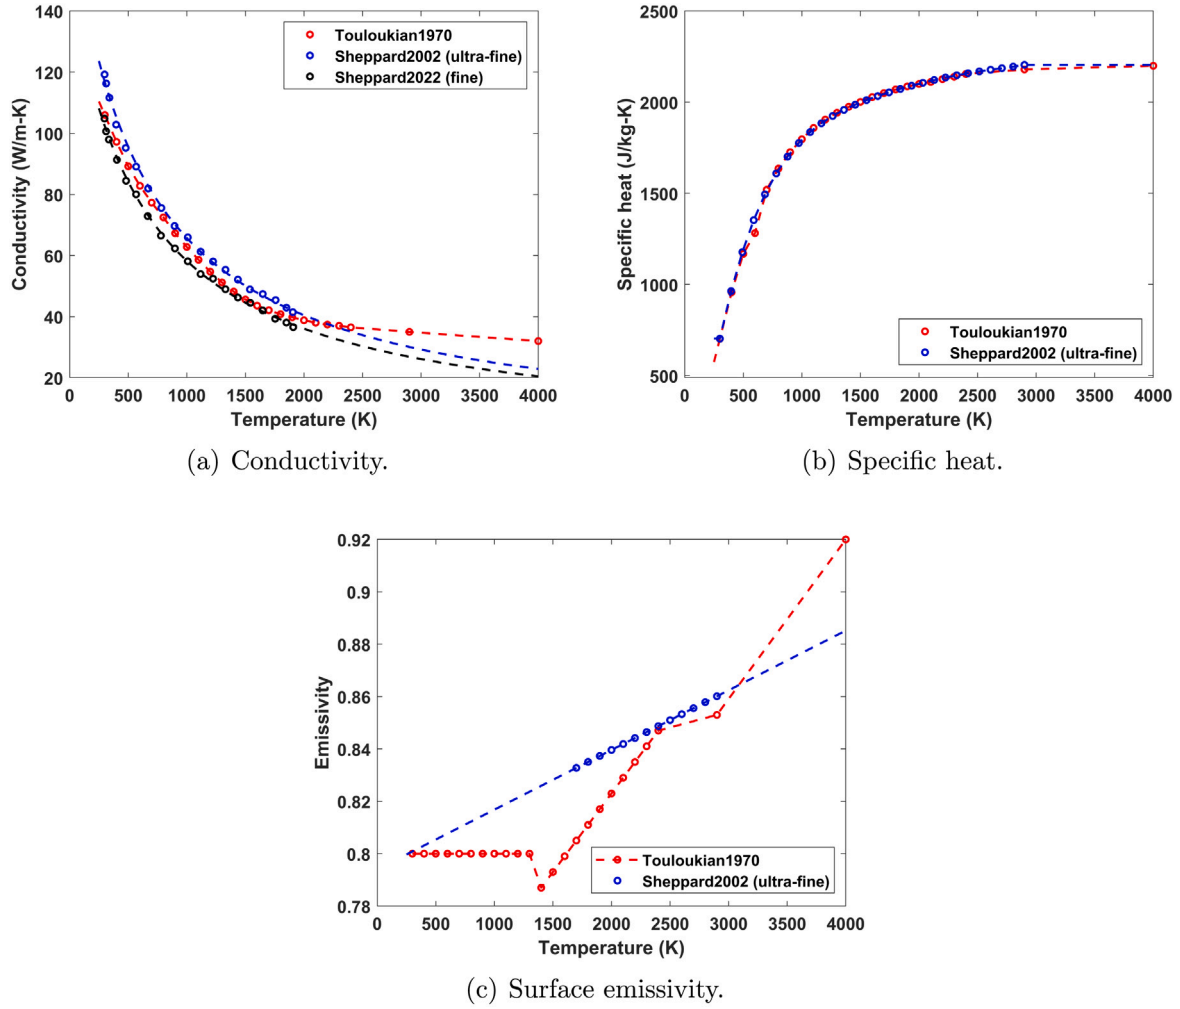 140
120
100
80
60
40
20
Conductivity (W/m-K)
Touloukian1970
Sheppard2002 (ultra-fine)
Sheppard2022 (fine)
0 500 1000 1500 2000 2500 3000 3500 4000
Temperature (K)
(a) Conductivity.
2500
2000
1500
1000
500
Specific heat (J/kg-K)
Touloukian1970
Sheppard2002 (ultra-fine)
0 500 1000 1500 2000 2500 3000 3500 4000
Temperature (K)
(b) Specific heat.
0.92
0.9
0.88
0.86
0.84
0.82
0.8
0.78
Emissivity
Touloukian1970
Sheppard2002 (ultra-fine)
0 500 1000 1500 2000 2500 3000 3500 4000
Temperature (K)
(c) Surface emissivity.